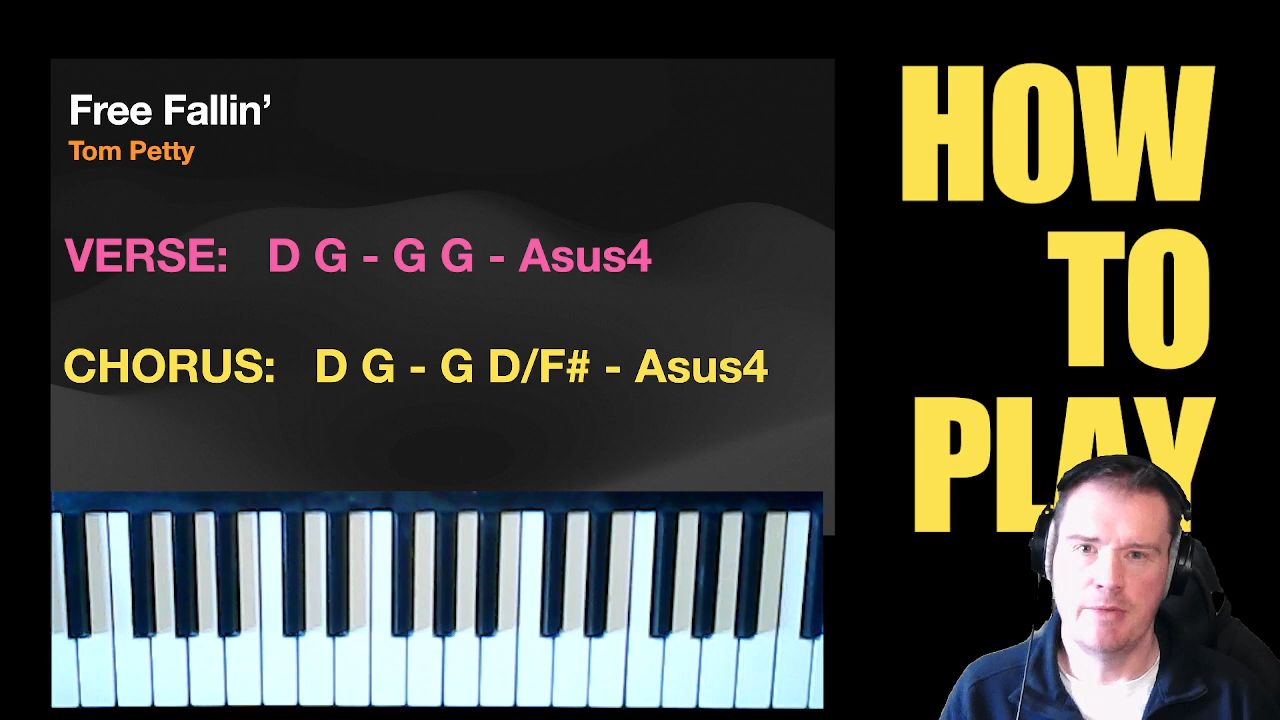 Free Fallin’
Tom Petty
VERSE: D G - G G - Asus4
CHORUS: D G - G D/F# - Asus4
HOW
TO
PLAY